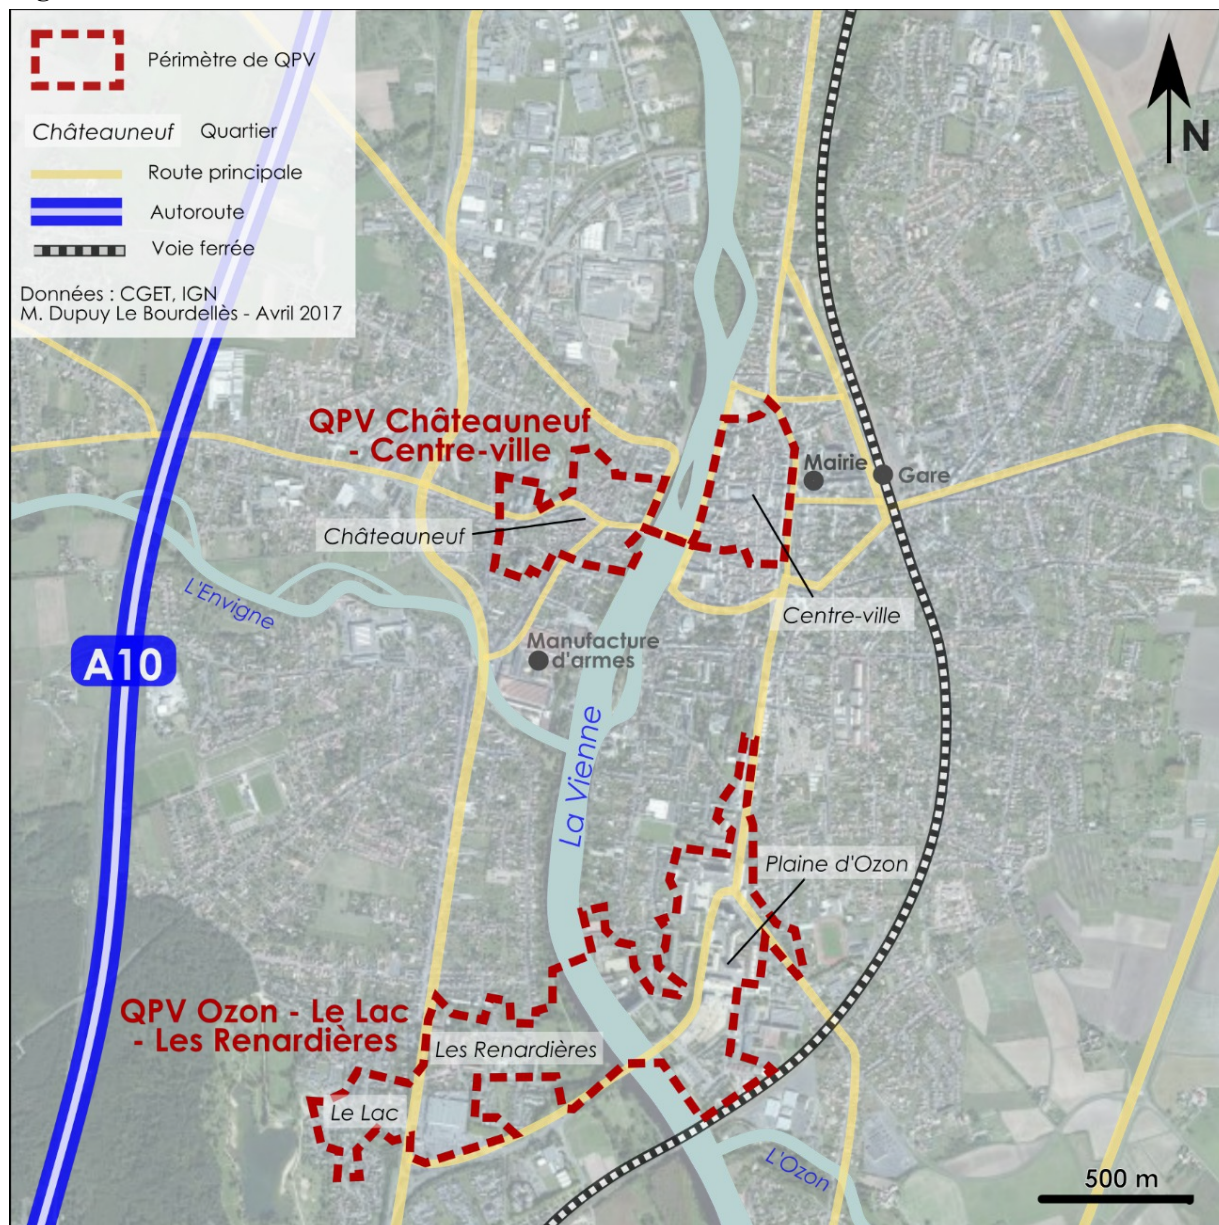 Périmètre de QPV
Châteauneuf Quartier
Route principale
Autoroute
Voie ferrée
Données : CGET, IGN
M. Dupuy Le Bourdellès - Avril 2017
N
QPV Châteauneuf
- Centre-ville
Mairie
Gare
Châteauneuf
L'Envigne
Centre-ville
Manufacture
d'armes
A10
La Vienne
Plaine d'Ozon
QPV Ozon - Le Lac
- Les Renardières
Les Renardières
Le Lac
L'Ozon
500 m